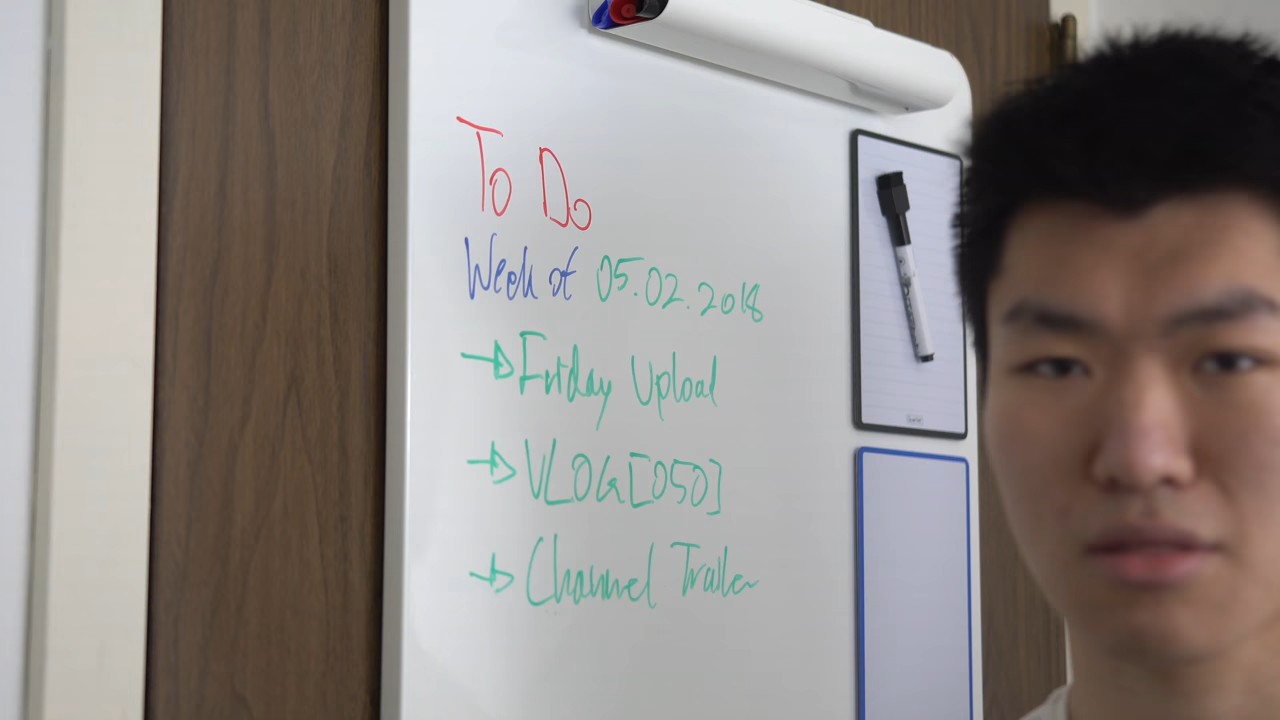 To Do
Week of 05.02.2018
→ Friday Upload
→ VLOG[050]
→ Channel Trailer